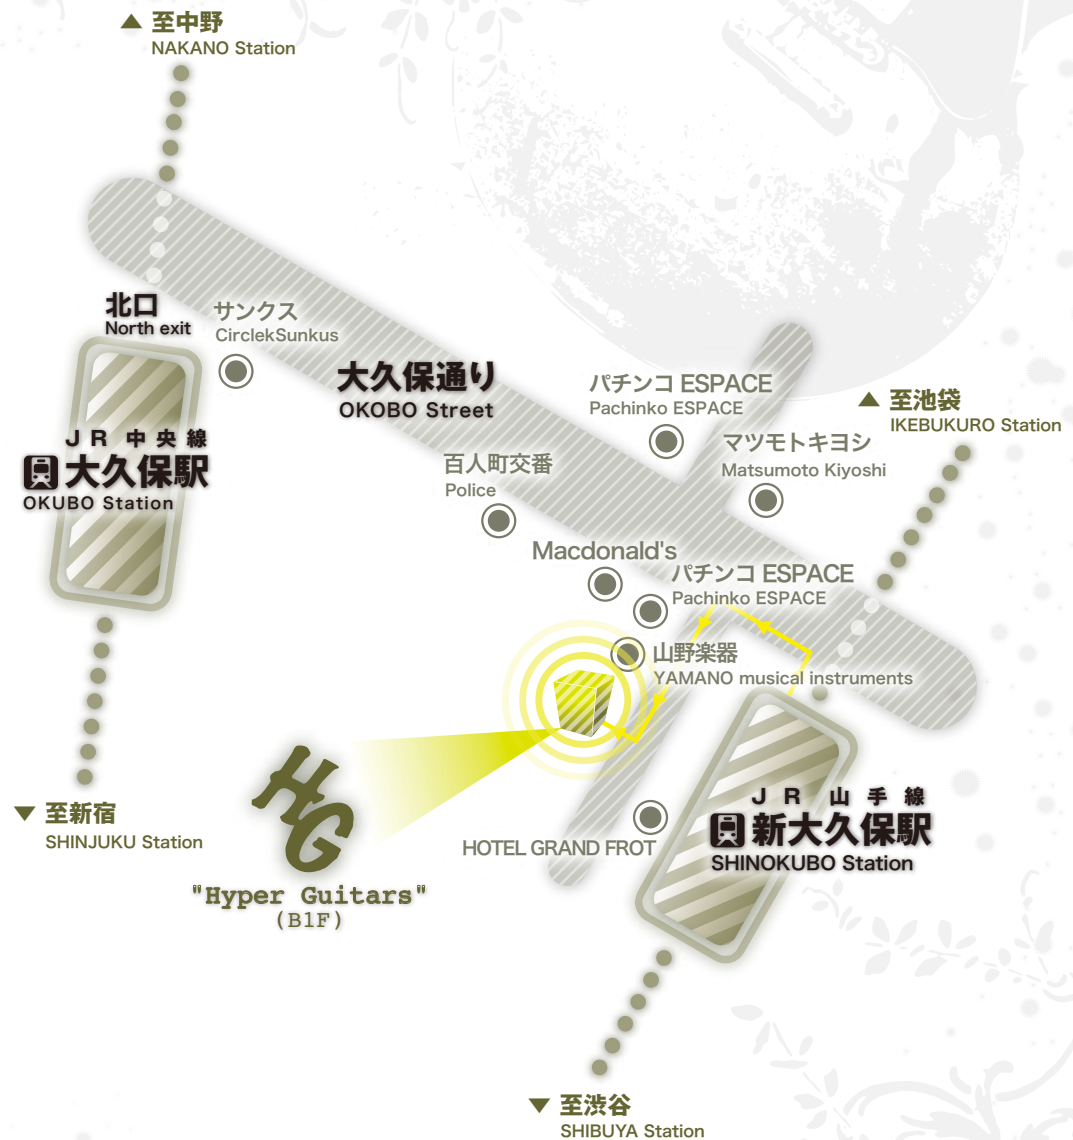 ▲ 至中野
NAKANO Station
北口
North exit
サンクス
CirclekSunkus
大久保通り
OKOBO Street
パチンコ ESPACE
Pachinko ESPACE
▲ 至池袋
IKEBUKURO Station
マツモトキヨシ
Matsumoto Kiyoshi
JR 中央線
大久保駅
OKUBO Station
百人町交番
Police
Macdonald's
パチンコ ESPACE
Pachinko ESPACE
山野楽器
YAMANO musical instruments
▼ 至新宿
SHINJUKU Station
HG
"Hyper Guitars"
(B1F)
HOTEL GRAND FROT
JR 山手線
新大久保駅
SHINOKUBO Station
▼ 至渋谷
SHIBUYA Station